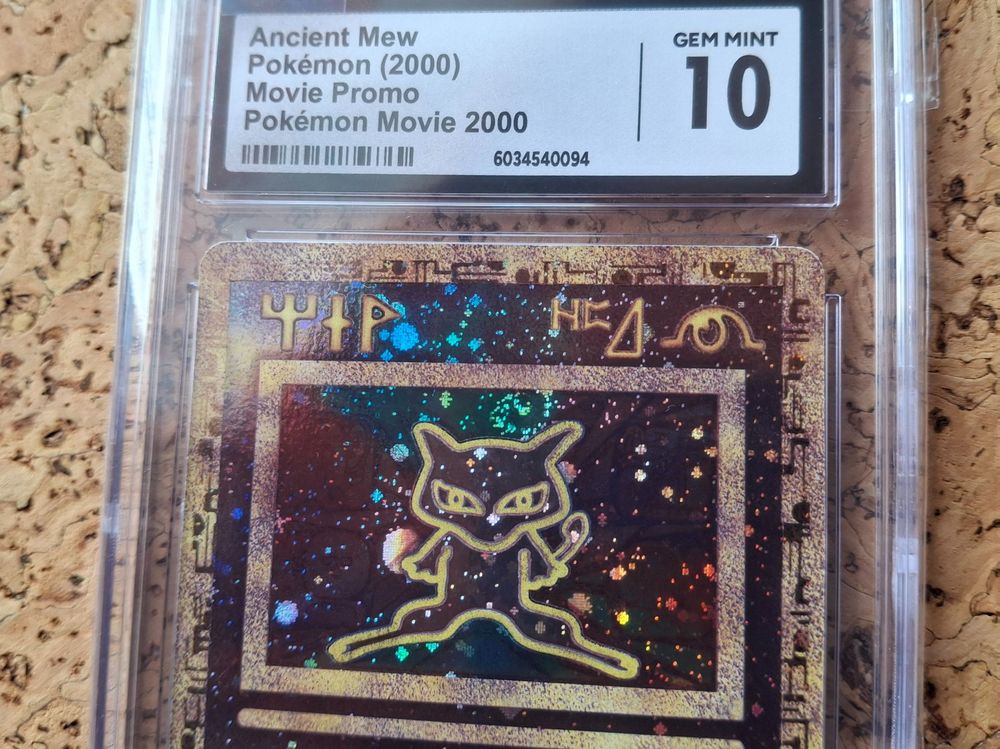 Ancient Mew
Pokémon (2000)
Movie Promo
Pokémon Movie 2000
6034540094
GEM MINT
10